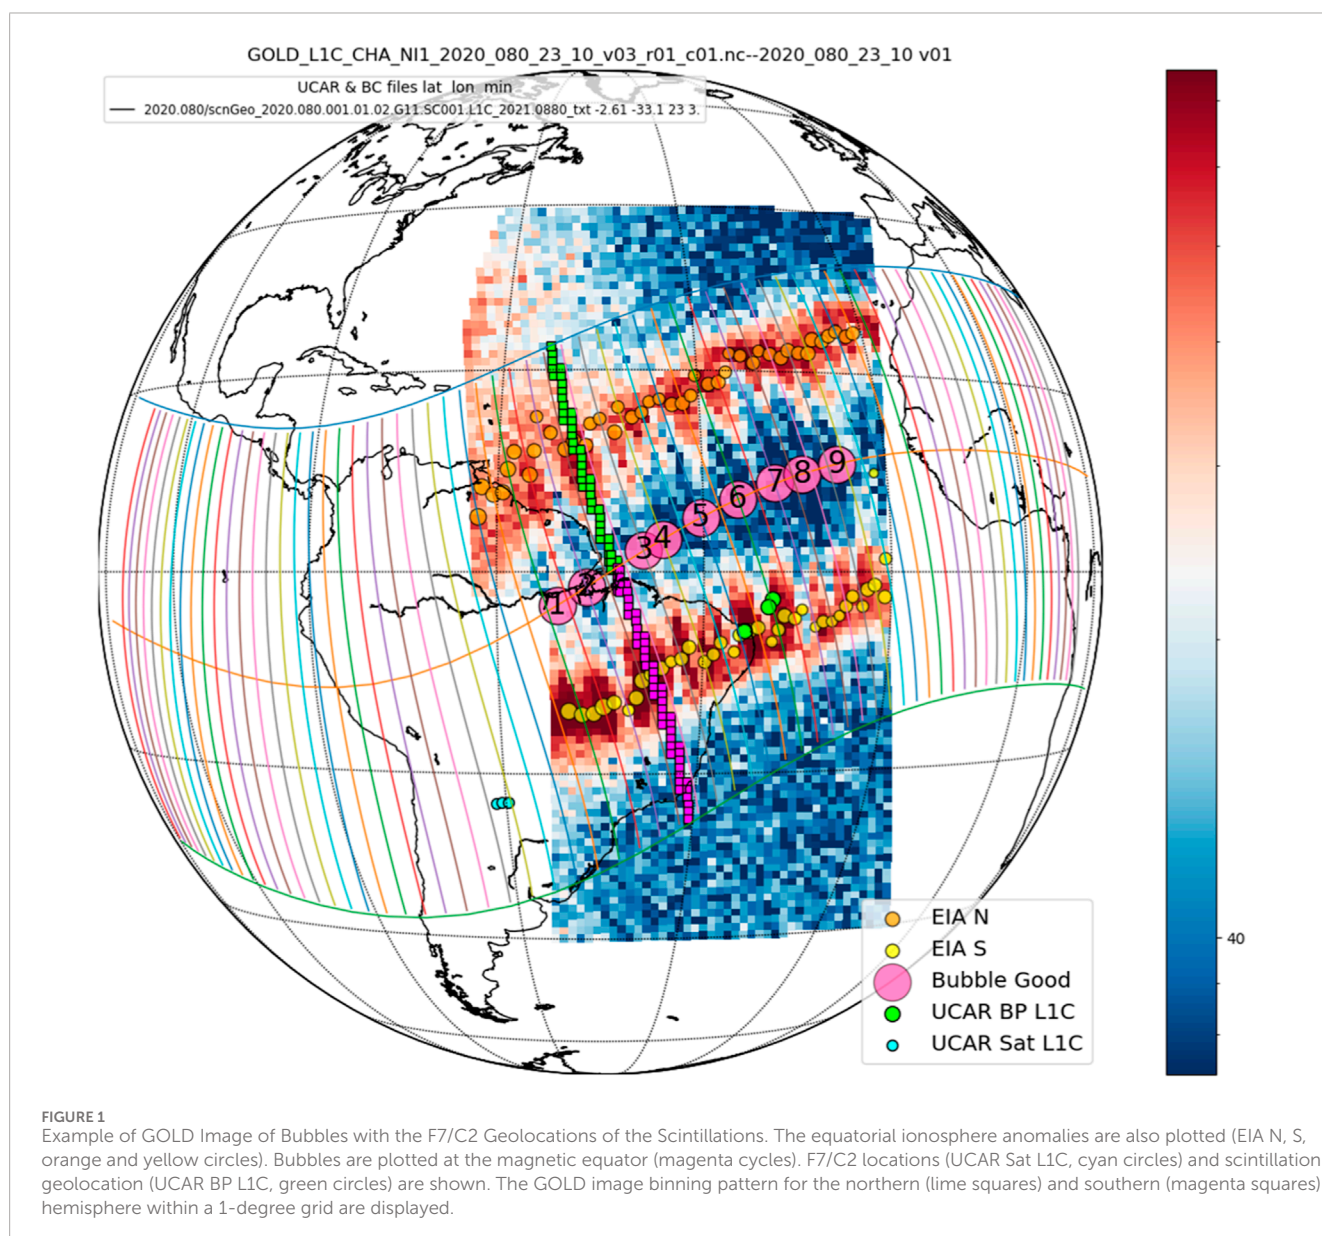 GOLD_L1C_CHA_NI1_2020_080_23_10_v03_r01_c01.nc--2020_080_23_10 v01
UCAR & BC files lat lon min
2020.080/scnGeo_2020.080.001.01.02.G11.SC001.L1C_2021.0880_txt -2.61 -33.1 23 3.
1
2
3
4
5
6
7
8
9
40
EIA N
EIA S
Bubble Good
UCAR BP L1C
UCAR Sat L1C
FIGURE 1
Example of GOLD Image of Bubbles with the F7/C2 Geolocations of the Scintillations. The equatorial ionosphere anomalies are also plotted (EIA N, S,
orange and yellow circles). Bubbles are plotted at the magnetic equator (magenta cycles). F7/C2 locations (UCAR Sat L1C, cyan circles) and scintillation
geolocation (UCAR BP L1C, green circles) are shown. The GOLD image binning pattern for the northern (lime squares) and southern (magenta squares)
hemisphere within a 1-degree grid are displayed.